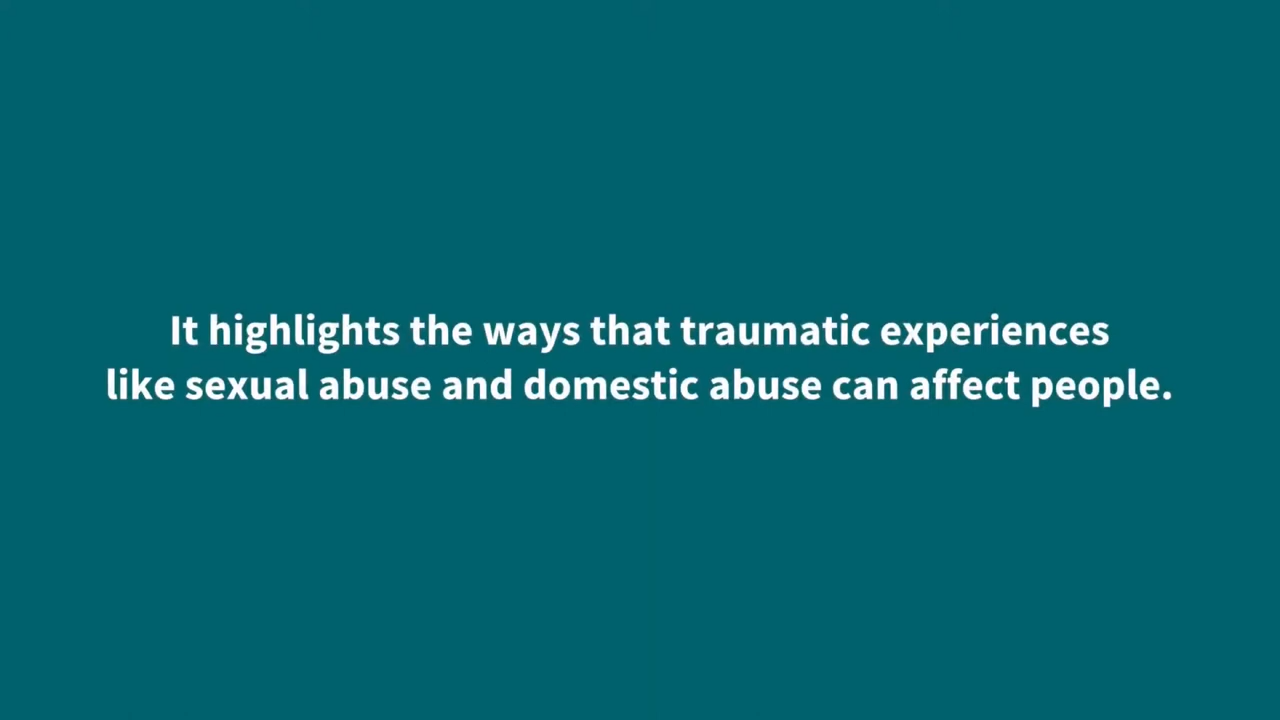 It highlights the ways that traumatic experiences
like sexual abuse and domestic abuse can affect people.